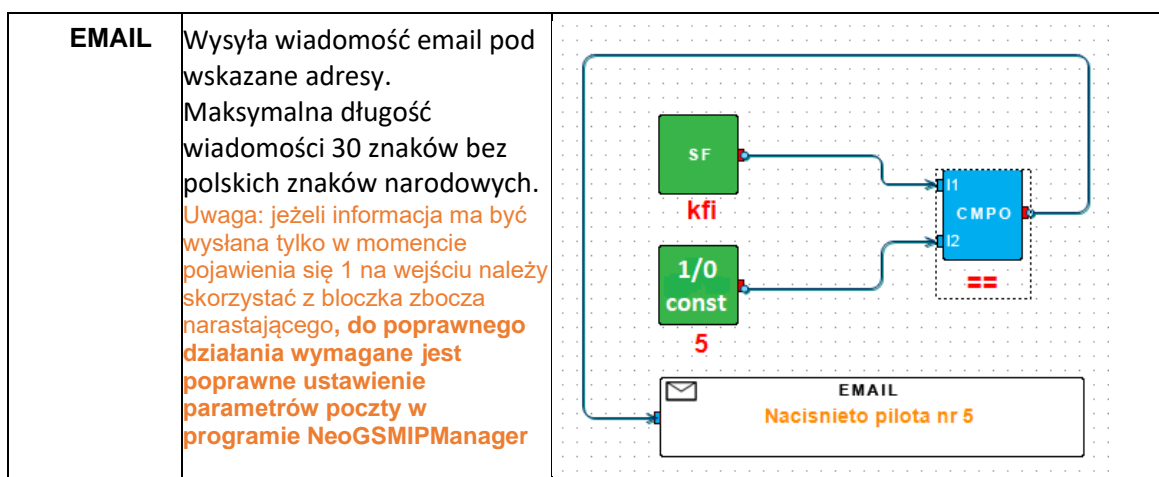 EMAIL
Wysyła wiadomość email pod
wskazane adresy.
Maksymalna długość
wiadomości 30 znaków bez
polskich znaków narodowych.
Uwaga: jeżeli informacja ma być
wysłana tylko w momencie
pojawienia się 1 na wejściu należy
skorzystać z bloczka zbocza
narastającego, do poprawnego
działania wymagane jest
poprawne ustawienie
parametrów poczty w
programie NeoGSMIPManager
SF
kfi
1/0
const
5
I1
CMPO
I2
==
EMAIL
Nacisnieto pilota nr 5